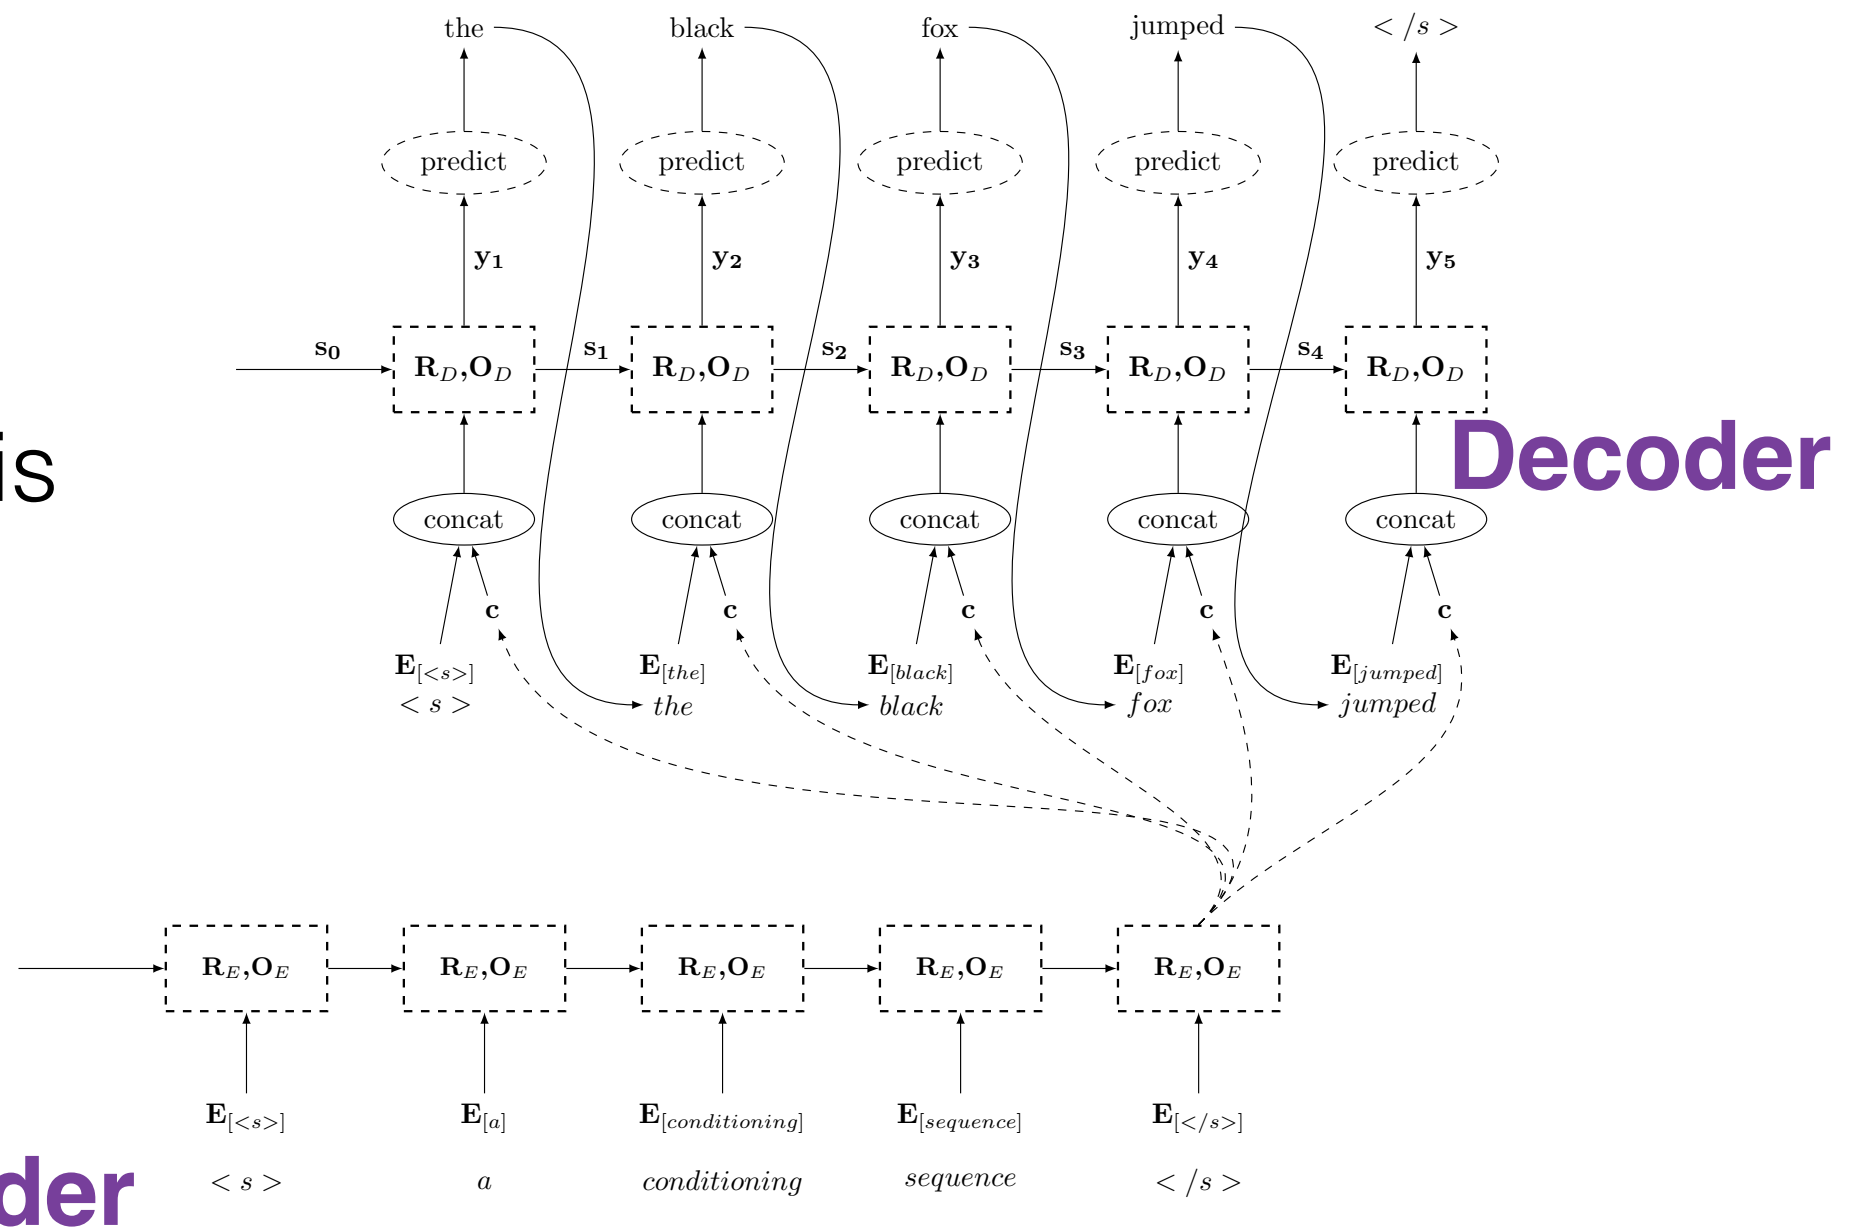 the black fox jumped < /s >
predict predict predict predict predict
y₁ y₂ y₃ y₄ y₅
s₀ R_D,O_D s₁ R_D,O_D s₂ R_D,O_D s₃ R_D,O_D s₄ R_D,O_D
is Decoder
concat concat concat concat concat
c c c c c
E[<s>] E[the] E[black] E[fox] E[jumped]
< s > the black fox jumped
R_E,O_E R_E,O_E R_E,O_E R_E,O_E R_E,O_E
E[<s>] E[a] E[conditioning] E[sequence] E[</s>]
< s > a conditioning sequence < /s >
der